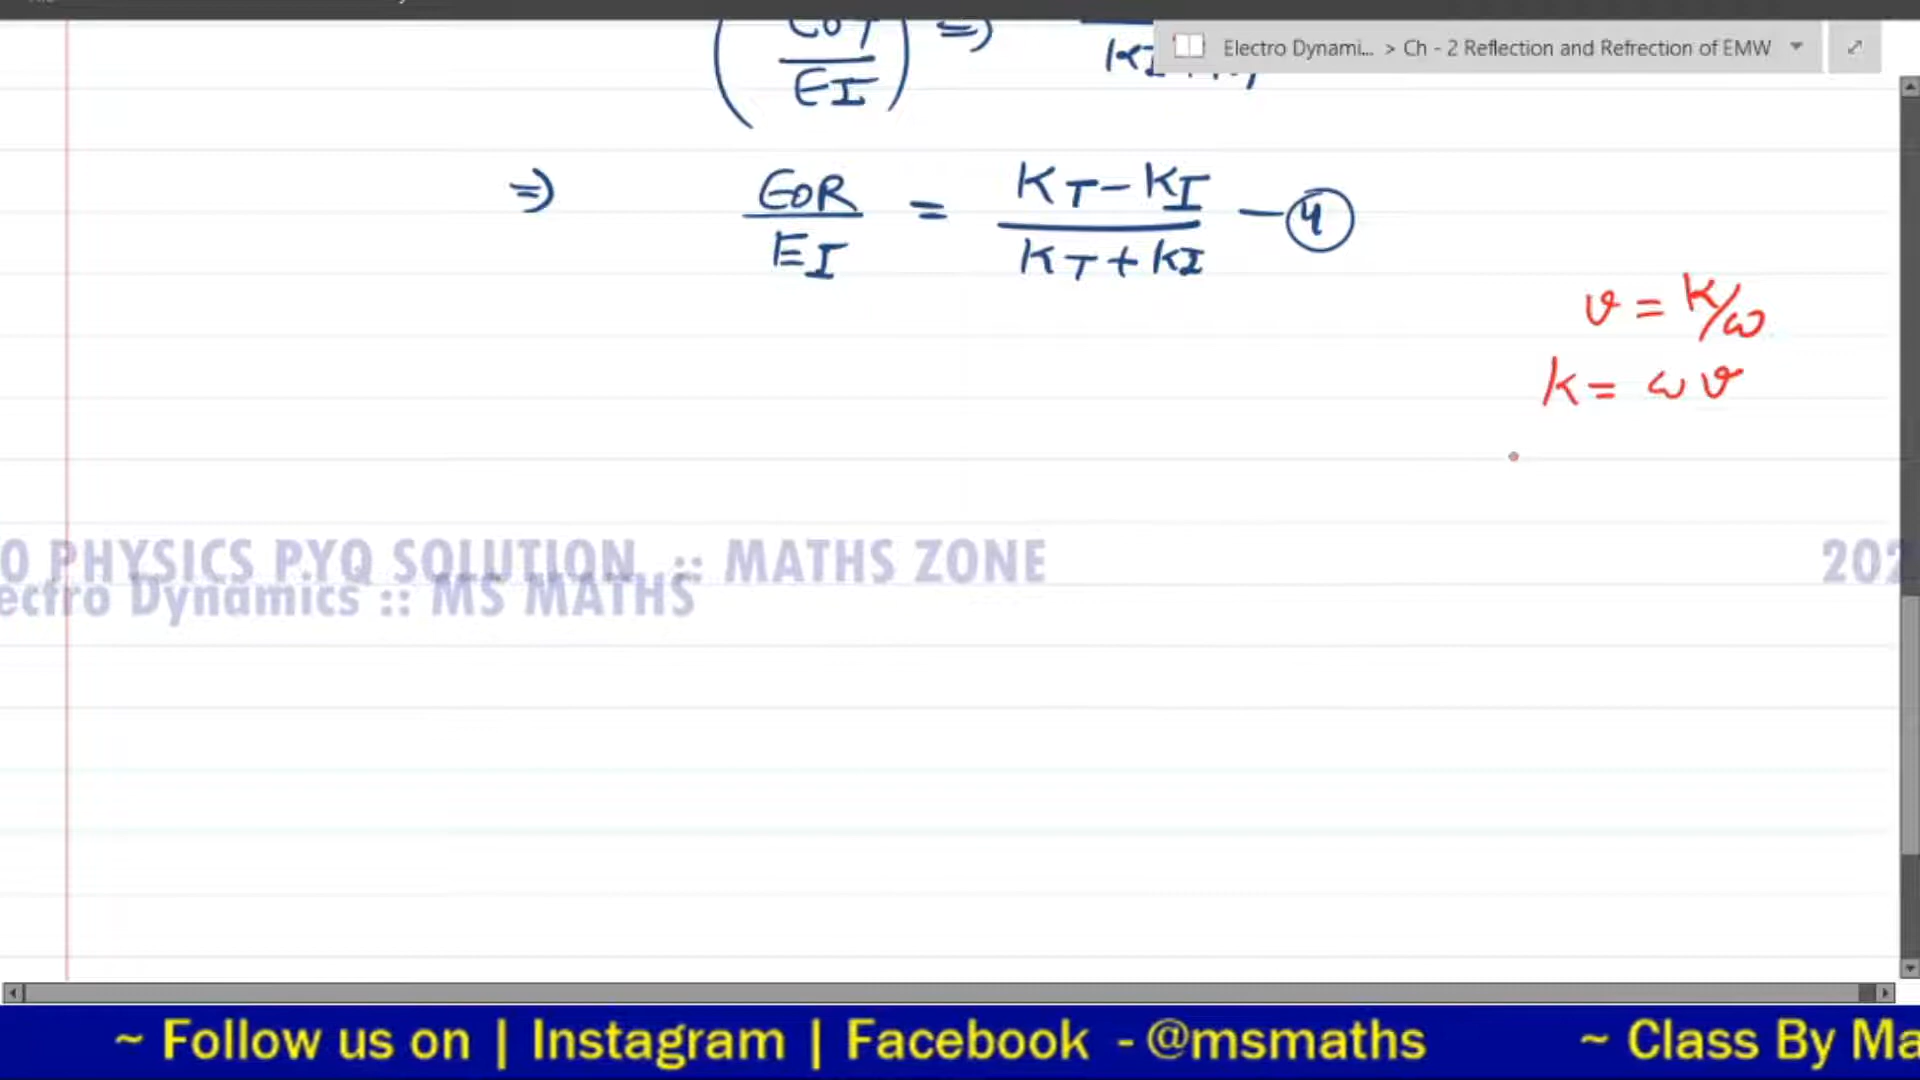 Electro Dynami... > Ch - 2 Reflection and Refrection of EMW
EI ) =>
=> E0R/EI = KT - KI / KT + KI — 4
v = k/ω
k = ω v
O PHYSICS PYQ SOLUTION :: MATHS ZONE 202
ectro Dynamics :: MS MATHS
~ Follow us on | Instagram | Facebook - @msmaths ~ Class By Ma